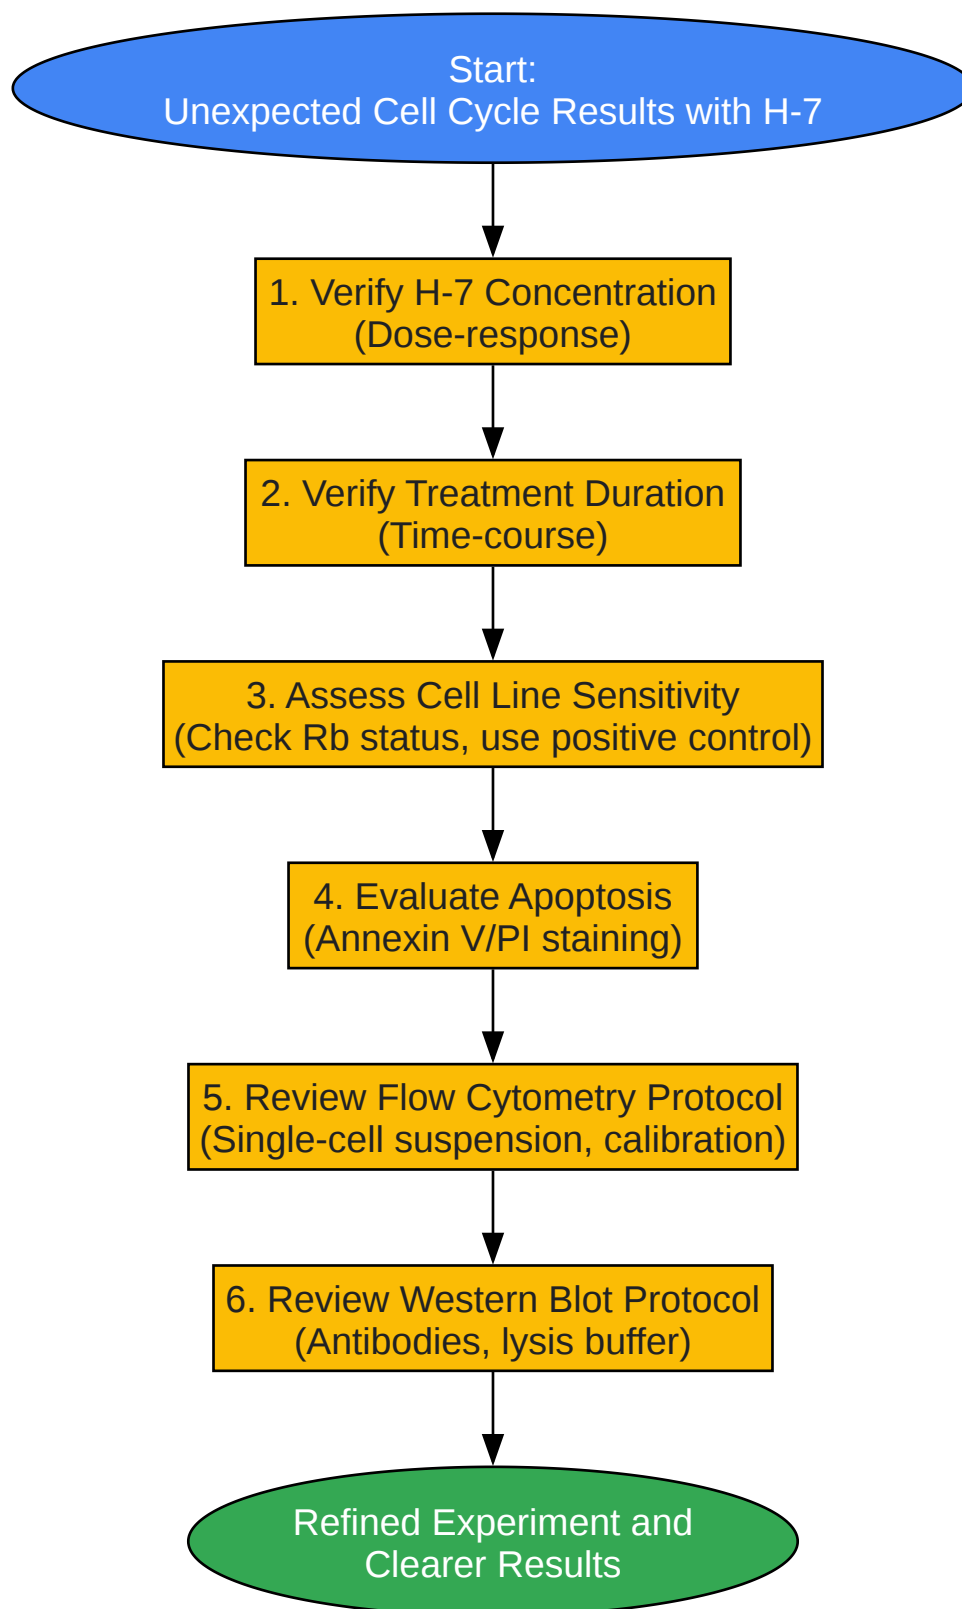 Start:
Unexpected Cell Cycle Results with H-7
1. Verify H-7 Concentration
(Dose-response)
2. Verify Treatment Duration
(Time-course)
3. Assess Cell Line Sensitivity
(Check Rb status, use positive control)
4. Evaluate Apoptosis
(Annexin V/PI staining)
5. Review Flow Cytometry Protocol
(Single-cell suspension, calibration)
6. Review Western Blot Protocol
(Antibodies, lysis buffer)
Refined Experiment and
Clearer Results